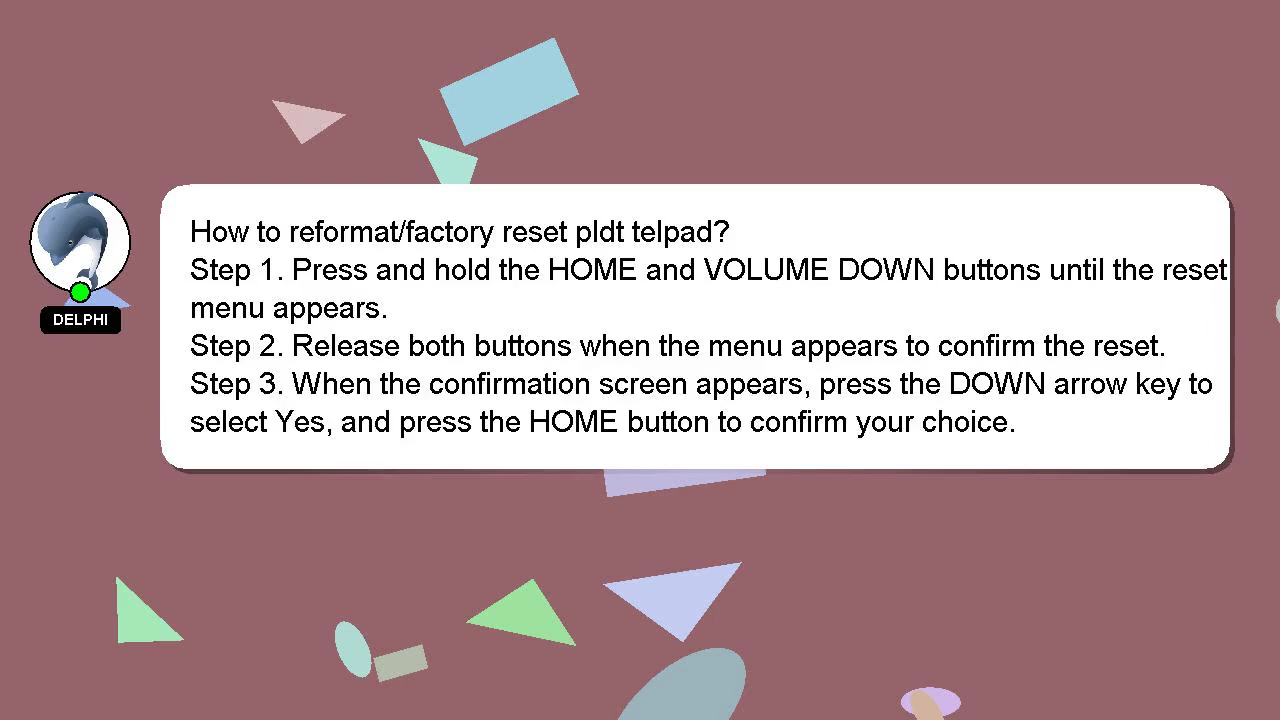 How to reformat/factory reset pldt telpad?
Step 1. Press and hold the HOME and VOLUME DOWN buttons until the reset
menu appears.
Step 2. Release both buttons when the menu appears to confirm the reset.
Step 3. When the confirmation screen appears, press the DOWN arrow key to
select Yes, and press the HOME button to confirm your choice.
DELPHI